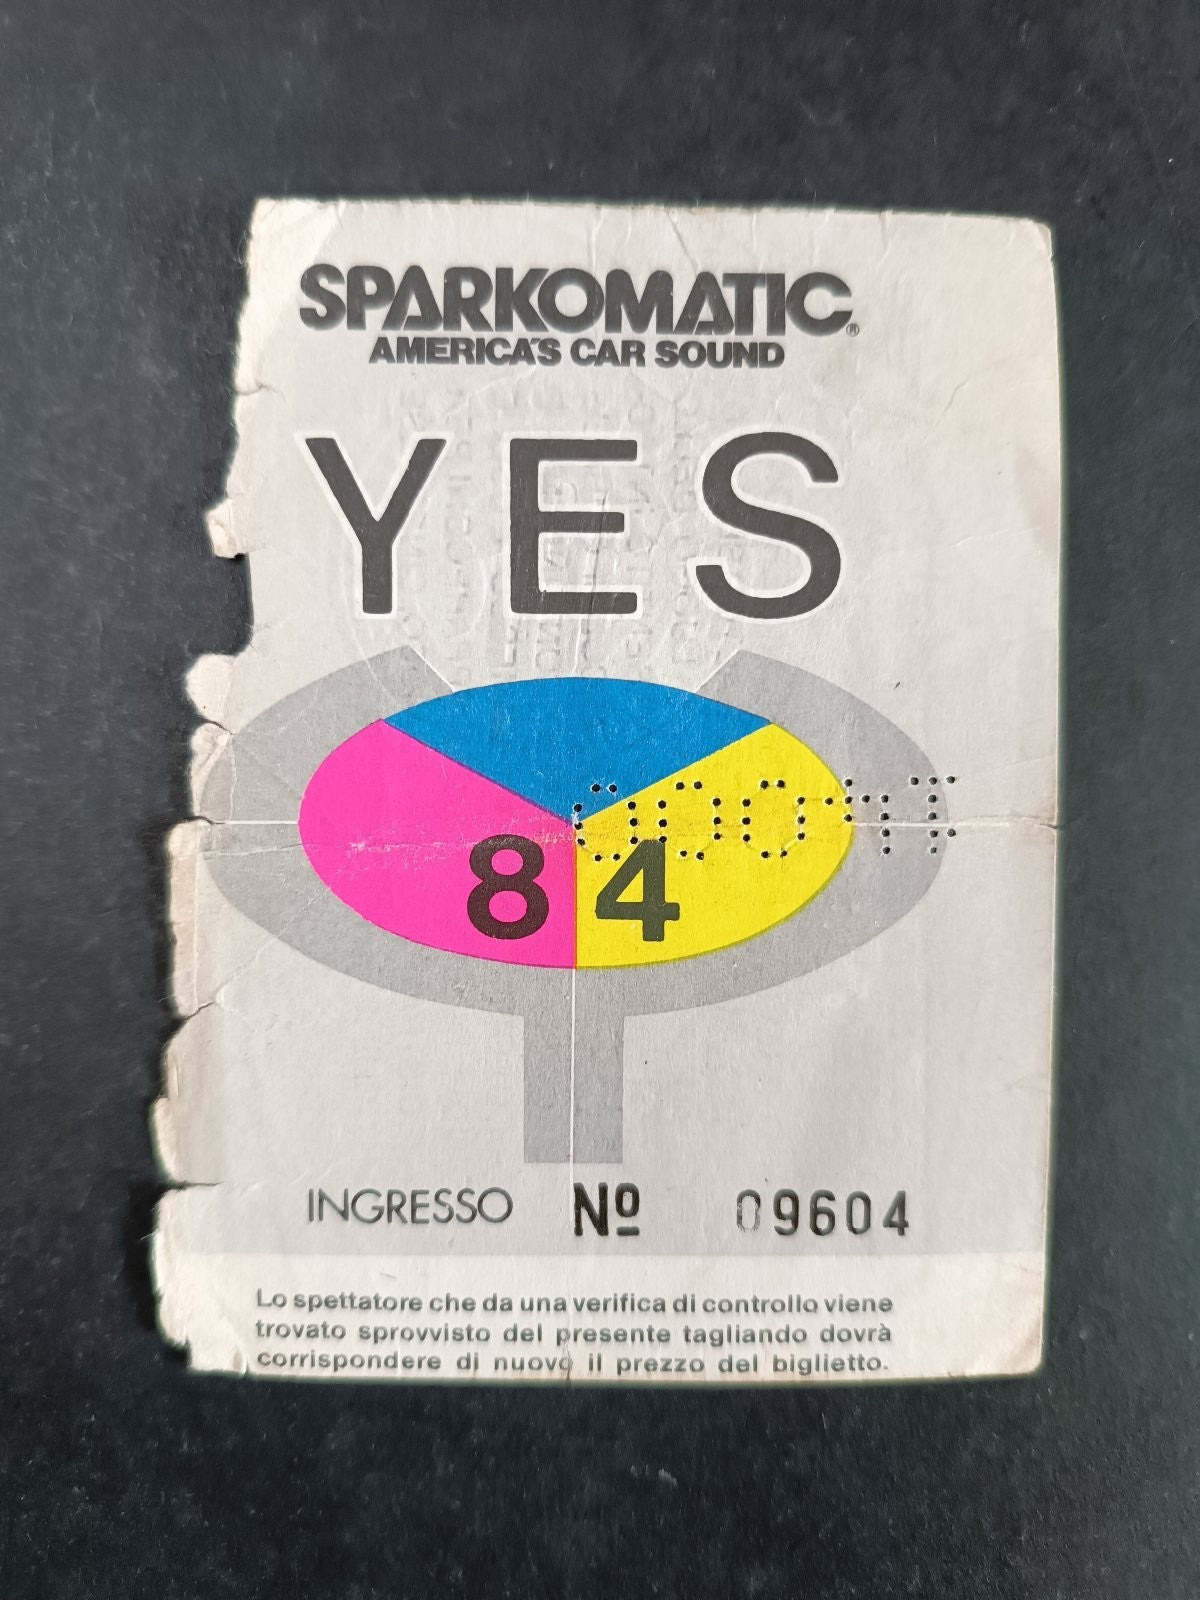 SPARKOMATIC®
AMERICA'S CAR SOUND
YES
84
INGRESSO Nº 09604
Lo spettatore che da una verifica di controllo viene
trovato sprovvisto del presente tagliando dovrà
corrispondere di nuovo il prezzo del biglietto.